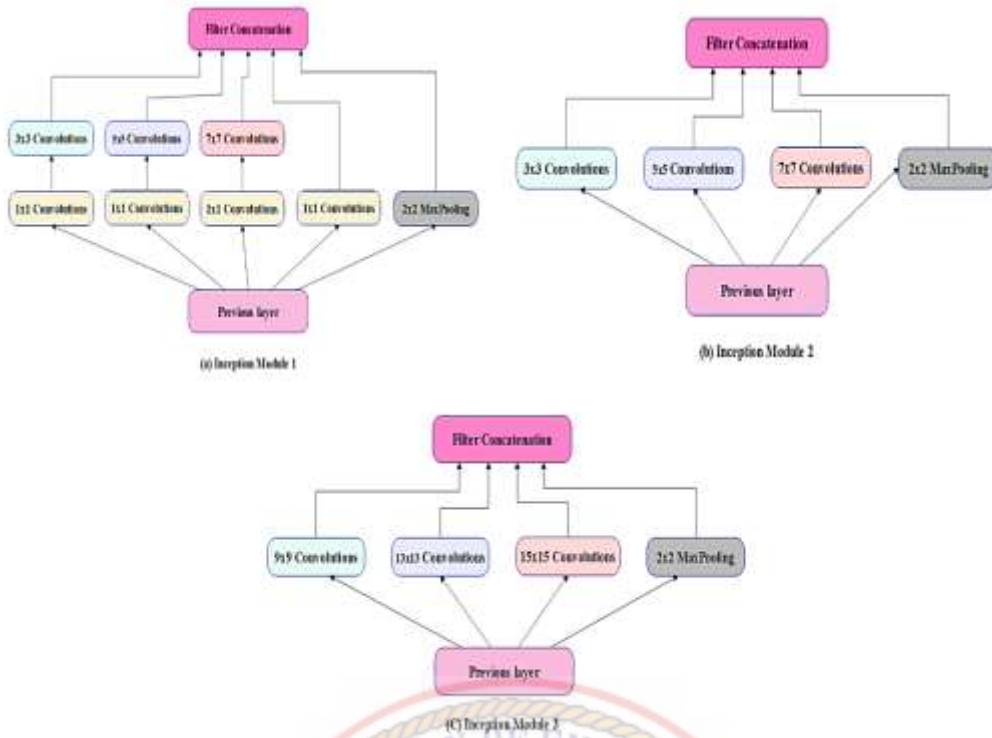 Filter Concatenation
3x3 Convolutions
5x5 Convolutions
7x7 Convolutions
1x1 Convolutions
1x1 Convolutions
1x1 Convolutions
1x1 Convolutions
2x2 MaxPooling
Previous layer
(a) Inception Module 1
Filter Concatenation
3x3 Convolutions
5x5 Convolutions
7x7 Convolutions
2x2 MaxPooling
Previous layer
(b) Inception Module 2
Filter Concatenation
9x9 Convolutions
13x13 Convolutions
15x15 Convolutions
2x2 MaxPooling
Previous layer
(C) Inception Module 3